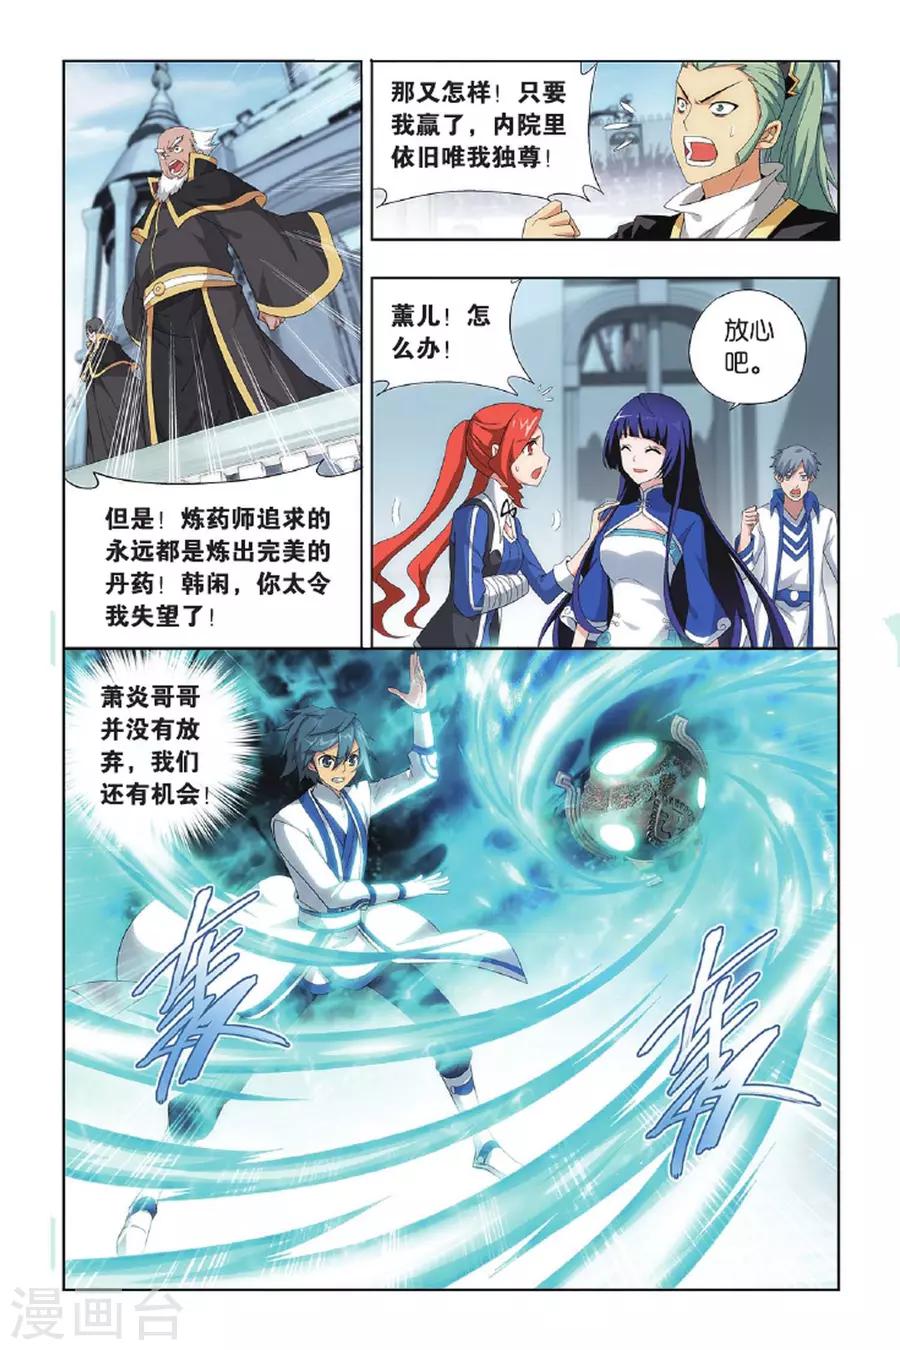 但是！炼药师追求的
永远都是炼出完美的
丹药！韩闲，你太令
我失望了！
那又怎样！只要
我赢了，内院里
依旧唯我独尊！
薰儿！怎
么办！
放心
吧。
萧炎哥哥
并没有放
弃，我们
还有机会！
轰
轰
漫画台